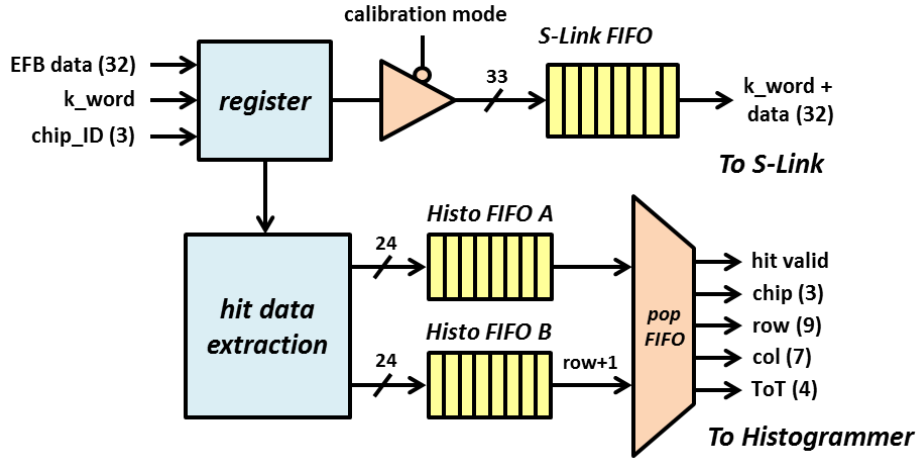 calibration mode
S-Link FIFO
EFB data (32)
k_word
chip_ID (3)
register
33
k_word +
data (32)
To S-Link
Histo FIFO A
24
hit data
extraction
Histo FIFO B
24
row+1
pop
FIFO
hit valid
chip (3)
row (9)
col (7)
ToT (4)
To Histogrammer